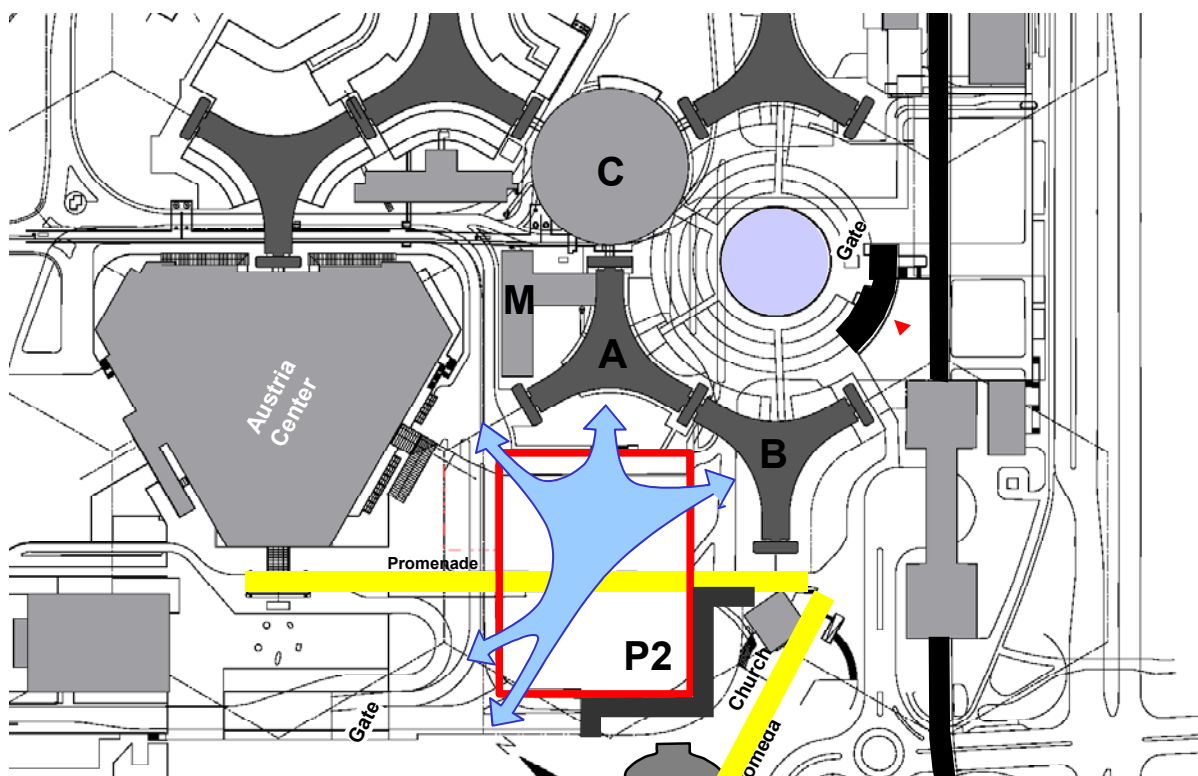 C
Gate
M
A
Austria
Center
B
Promenade
P2
Church
Gate
omega
N